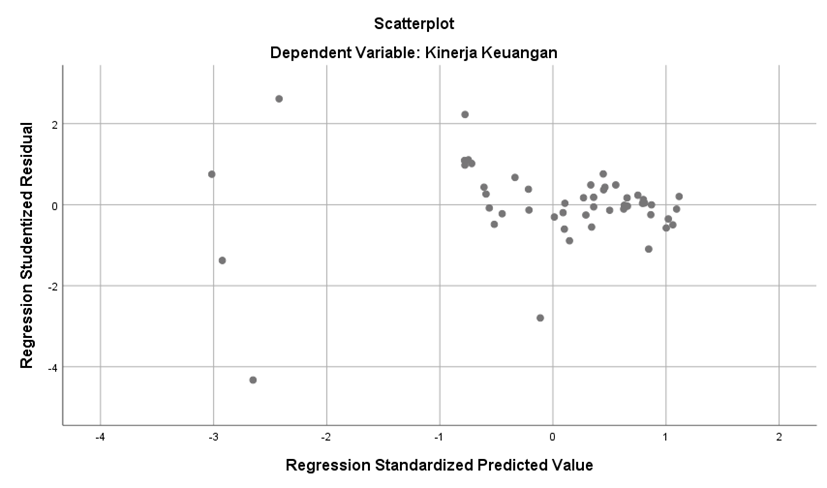 Scatterplot
Dependent Variable: Kinerja Keuangan
Regression Studentized Residual
2
0
-2
-4
-4
-3
-2
-1
0
1
2
Regression Standardized Predicted Value